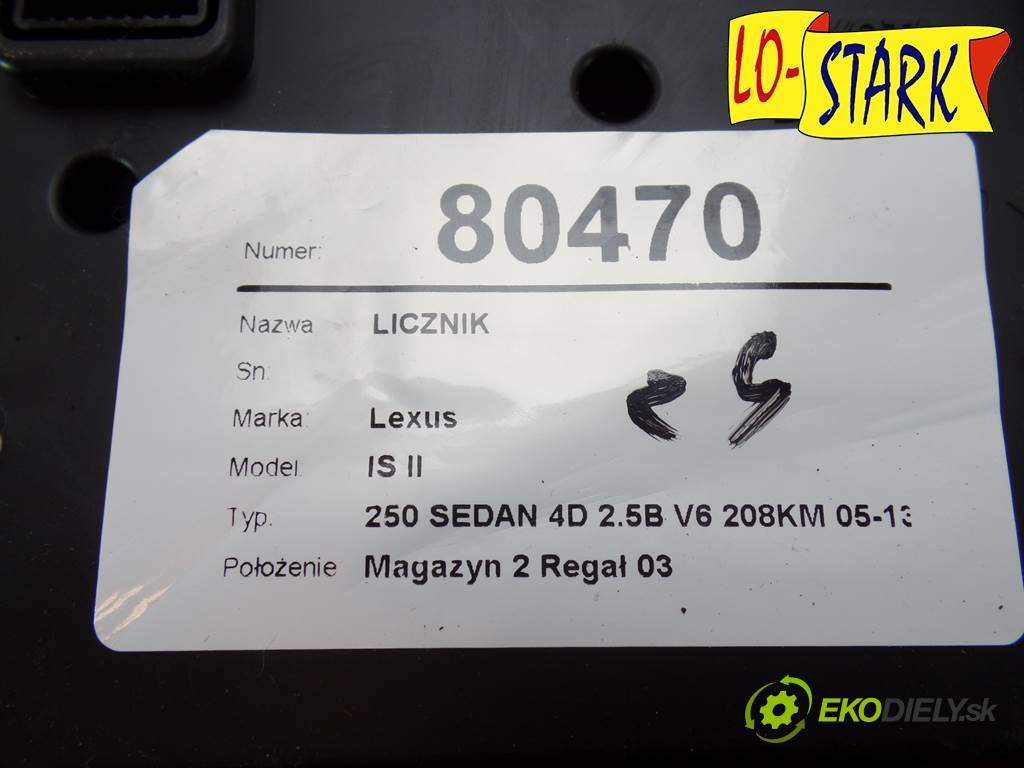 LO-STARK
Numer: 80470
Nazwa LICZNIK
Sn:
Marka: Lexus
Model IS II
Typ. 250 SEDAN 4D 2.5B V6 208KM 05-13
Położenie Magazyn 2 Regał 03
EKODIELY.sk